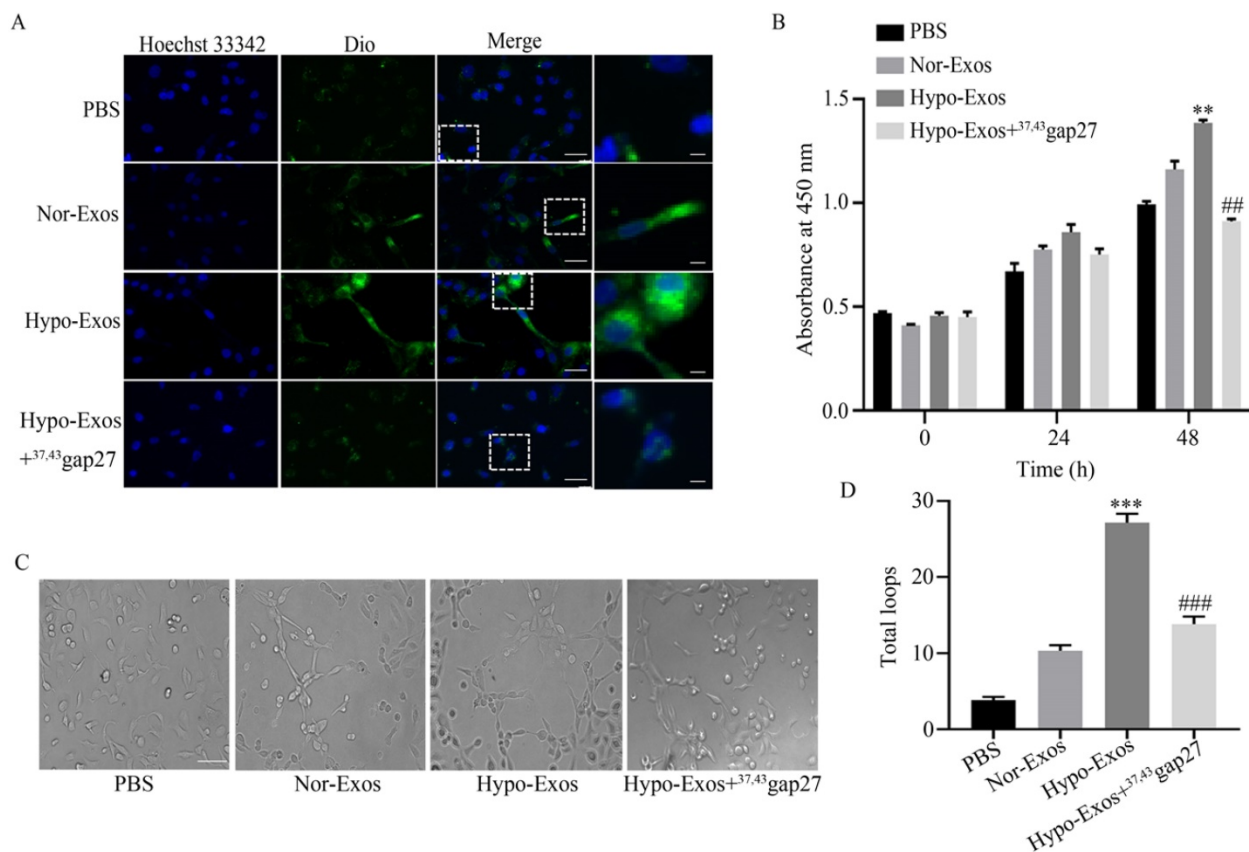 A
Hoechst 33342 Dio Merge
PBS
Nor-Exos
Hypo-Exos
Hypo-Exos
+37,43gap27
B
PBS
Nor-Exos
Hypo-Exos
Hypo-Exos+37,43gap27
Absorbance at 450 nm
1.5
1.0
0.5
0.0
**
##
0 24 48
Time (h)
C
PBS Nor-Exos Hypo-Exos Hypo-Exos+37,43gap27
D
Total loops
30
20
10
0
***
###
PBS
Nor-Exos
Hypo-Exos
Hypo-Exos+37,43gap27